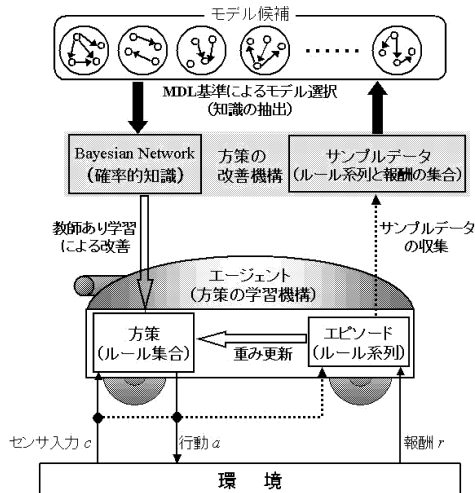 モデル候補
MDL基準によるモデル選択
(知識の抽出)
Bayesian Network
(確率的知識)
方策の
改善機構
サンプルデータ
(ルール系列と報酬の集合)
教師あり学習
による改善
サンプルデータ
の収集
エージェント
(方策の学習機構)
方策
(ルール集合)
重み更新
エピソード
(ルール系列)
センサ入力 c
行動 a
報酬 r
環 境